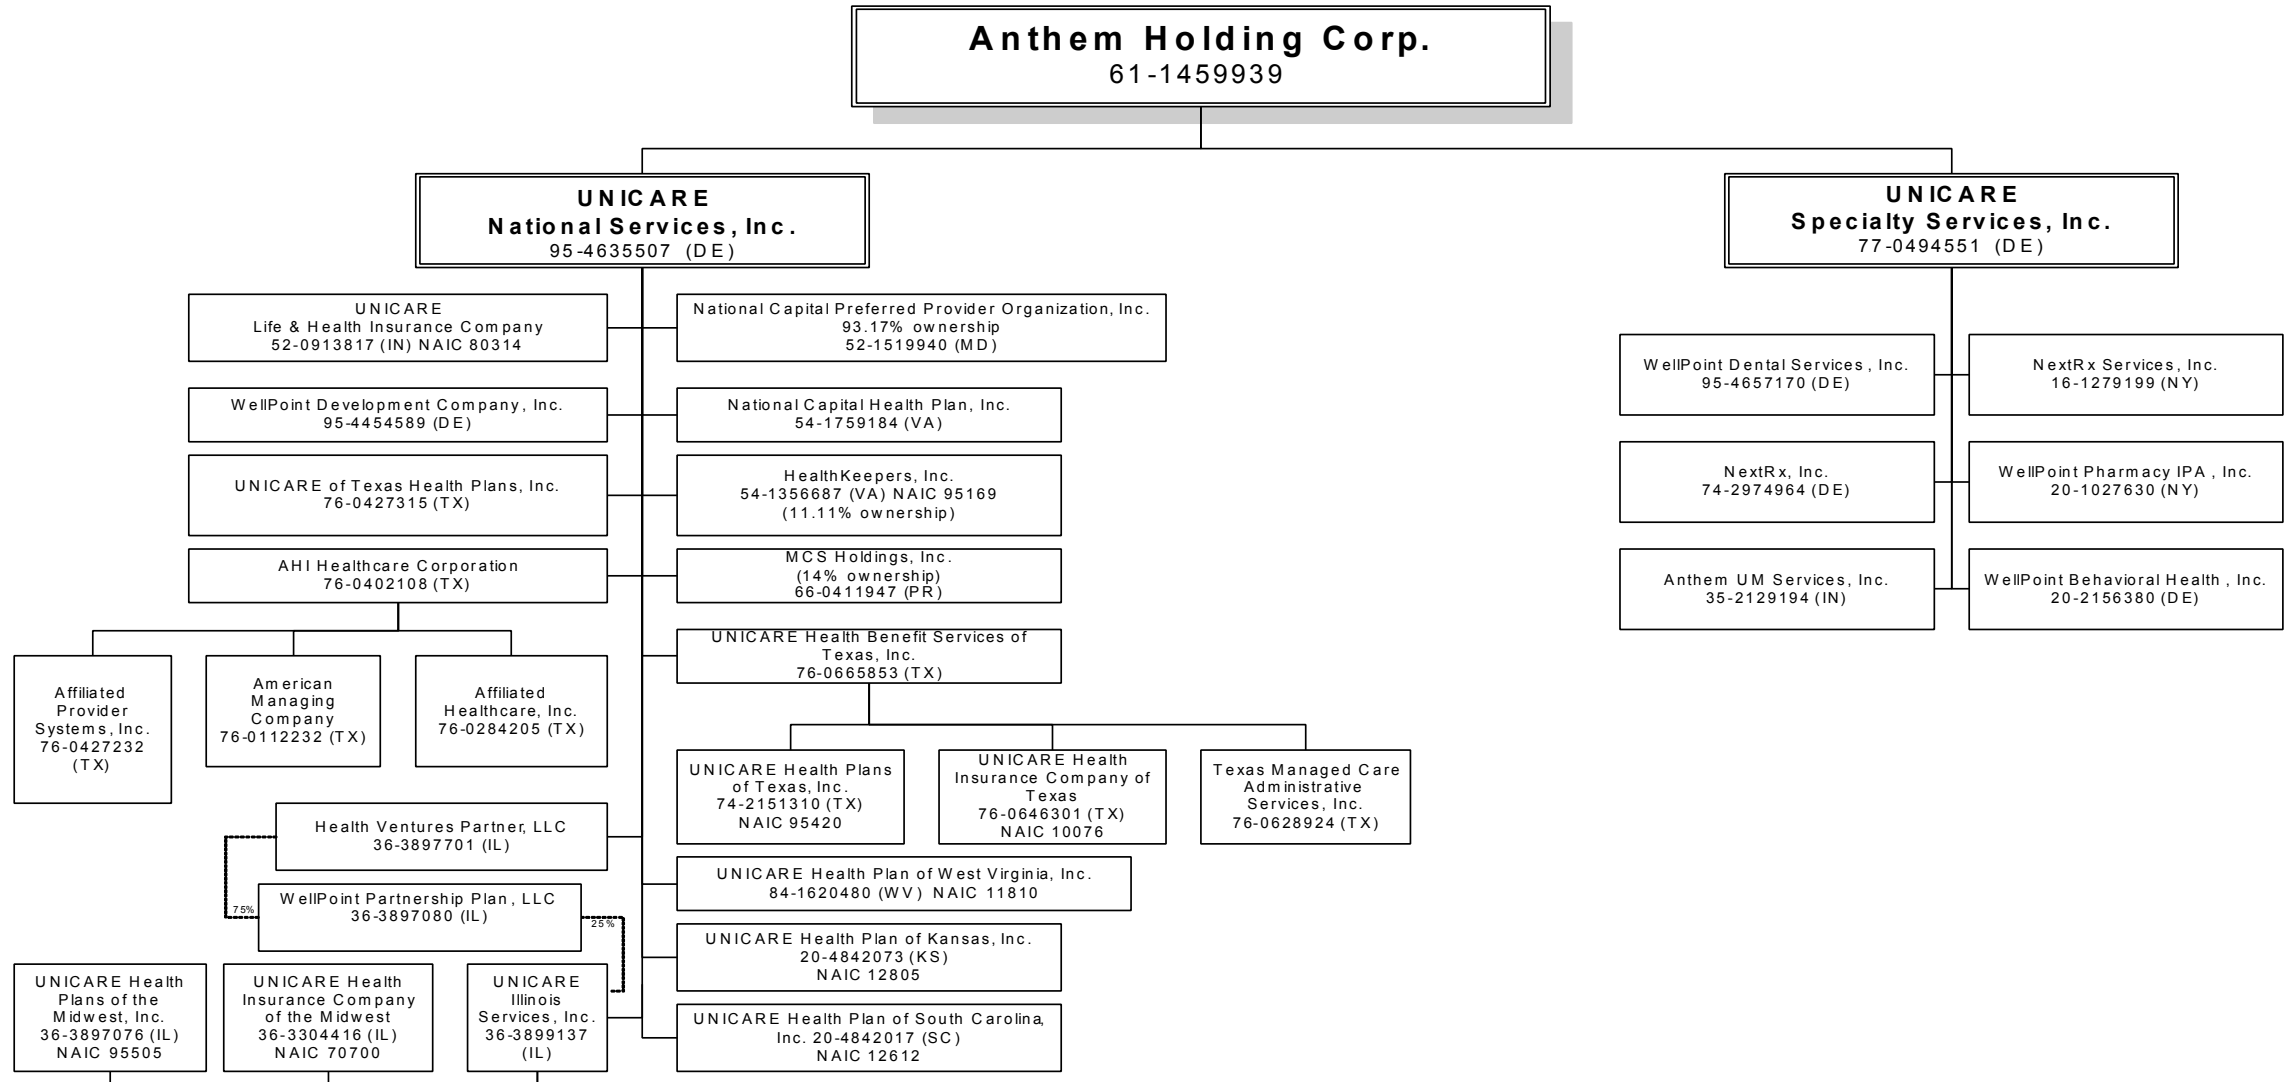 Anthem Holding Corp.
61-1459939
UNICARE
National Services, Inc.
95-4635507 (DE)
UNICARE
Specialty Services, Inc.
77-0494551 (DE)
UNICARE
Life & Health Insurance Company
52-0913817 (IN) NAIC 80314
National Capital Preferred Provider Organization, Inc.
93.17% ownership
52-1519940 (MD)
WellPoint Development Company, Inc.
95-4454589 (DE)
National Capital Health Plan, Inc.
54-1759184 (VA)
UNICARE of Texas Health Plans, Inc.
76-0427315 (TX)
HealthKeepers, Inc.
54-1356687 (VA) NAIC 95169
(11.11% ownership)
AHI Healthcare Corporation
76-0402108 (TX)
MCS Holdings, Inc.
(14% ownership)
66-0411947 (PR)
Affiliated
Provider
Systems, Inc.
76-0427232
(TX)
American
Managing
Company
76-0112232 (TX)
Affiliated
Healthcare, Inc.
76-0284205 (TX)
UNICARE Health Benefit Services of
Texas, Inc.
76-0665853 (TX)
UNICARE Health Plans
of Texas, Inc.
74-2151310 (TX)
NAIC 95420
UNICARE Health
Insurance Company of
Texas
76-0646301 (TX)
NAIC 10076
Texas Managed Care
Administrative
Services, Inc.
76-0628924 (TX)
Health Ventures Partner, LLC
36-3897701 (IL)
75%
WellPoint Partnership Plan, LLC
36-3897080 (IL)
25%
UNICARE Health Plan of West Virginia, Inc.
84-1620480 (WV) NAIC 11810
UNICARE Health Plan of Kansas, Inc.
20-4842073 (KS)
NAIC 12805
UNICARE Health
Plans of the
Midwest, Inc.
36-3897076 (IL)
NAIC 95505
UNICARE Health
Insurance Company
of the Midwest
36-3304416 (IL)
NAIC 70700
UNICARE
Illinois
Services, Inc.
36-3899137
(IL)
UNICARE Health Plan of South Carolina,
Inc. 20-4842017 (SC)
NAIC 12612
WellPoint Dental Services, Inc.
95-4657170 (DE)
NextRx Services, Inc.
16-1279199 (NY)
NextRx, Inc.
74-2974964 (DE)
WellPoint Pharmacy IPA, Inc.
20-1027630 (NY)
Anthem UM Services, Inc.
35-2129194 (IN)
WellPoint Behavioral Health, Inc.
20-2156380 (DE)